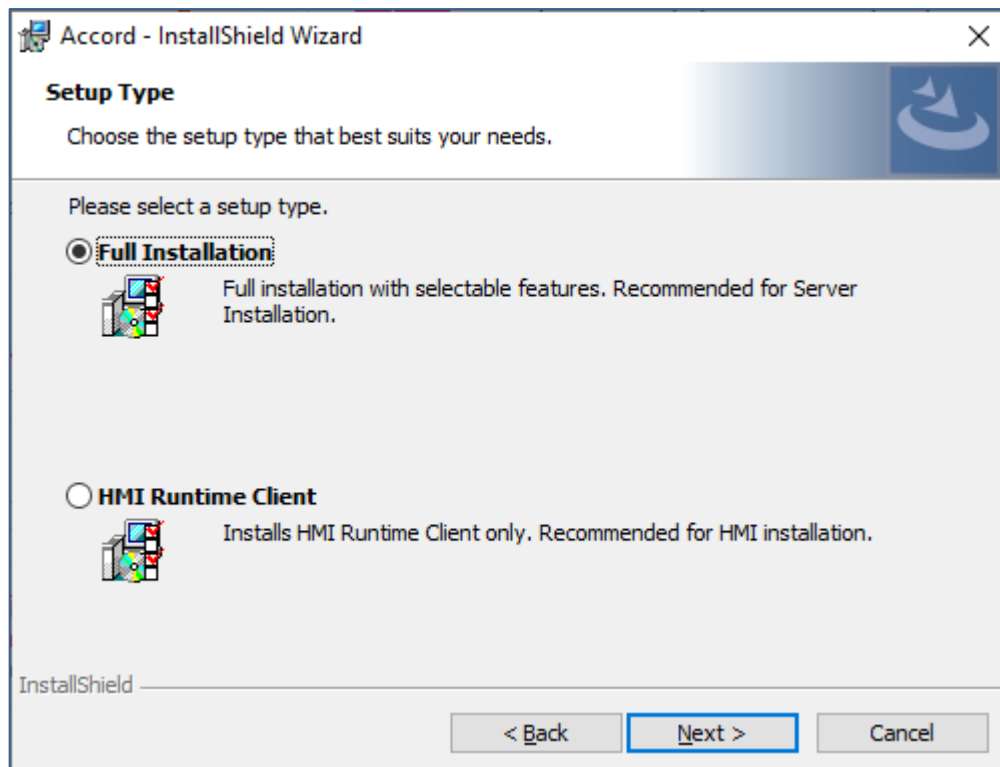 Accord - InstallShield Wizard
Setup Type
Choose the setup type that best suits your needs.
Please select a setup type.
Full Installation
Full installation with selectable features. Recommended for Server
Installation.
HMI Runtime Client
Installs HMI Runtime Client only. Recommended for HMI installation.
InstallShield
< Back
Next >
Cancel